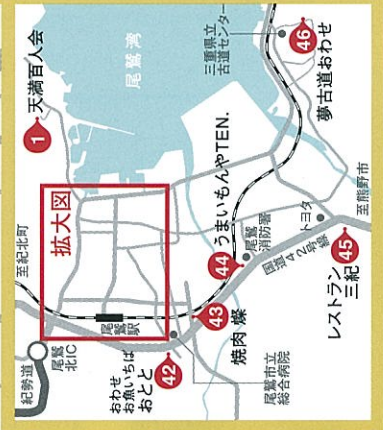 1
天満百人会
尾鷲湾
三重県立
古道センター
46
夢古道おわせ
至紀北町
拡大図
紀勢道
尾鷲
北IC
尾鷲駅
おわせ
お魚いちば
おとと
42
43
焼肉 燦
尾鷲市立
総合病院
44
うまいもんやTEN.
尾鷲
消防署
国道42号線
トヨタ
45
レストラン
三紀
至熊野市